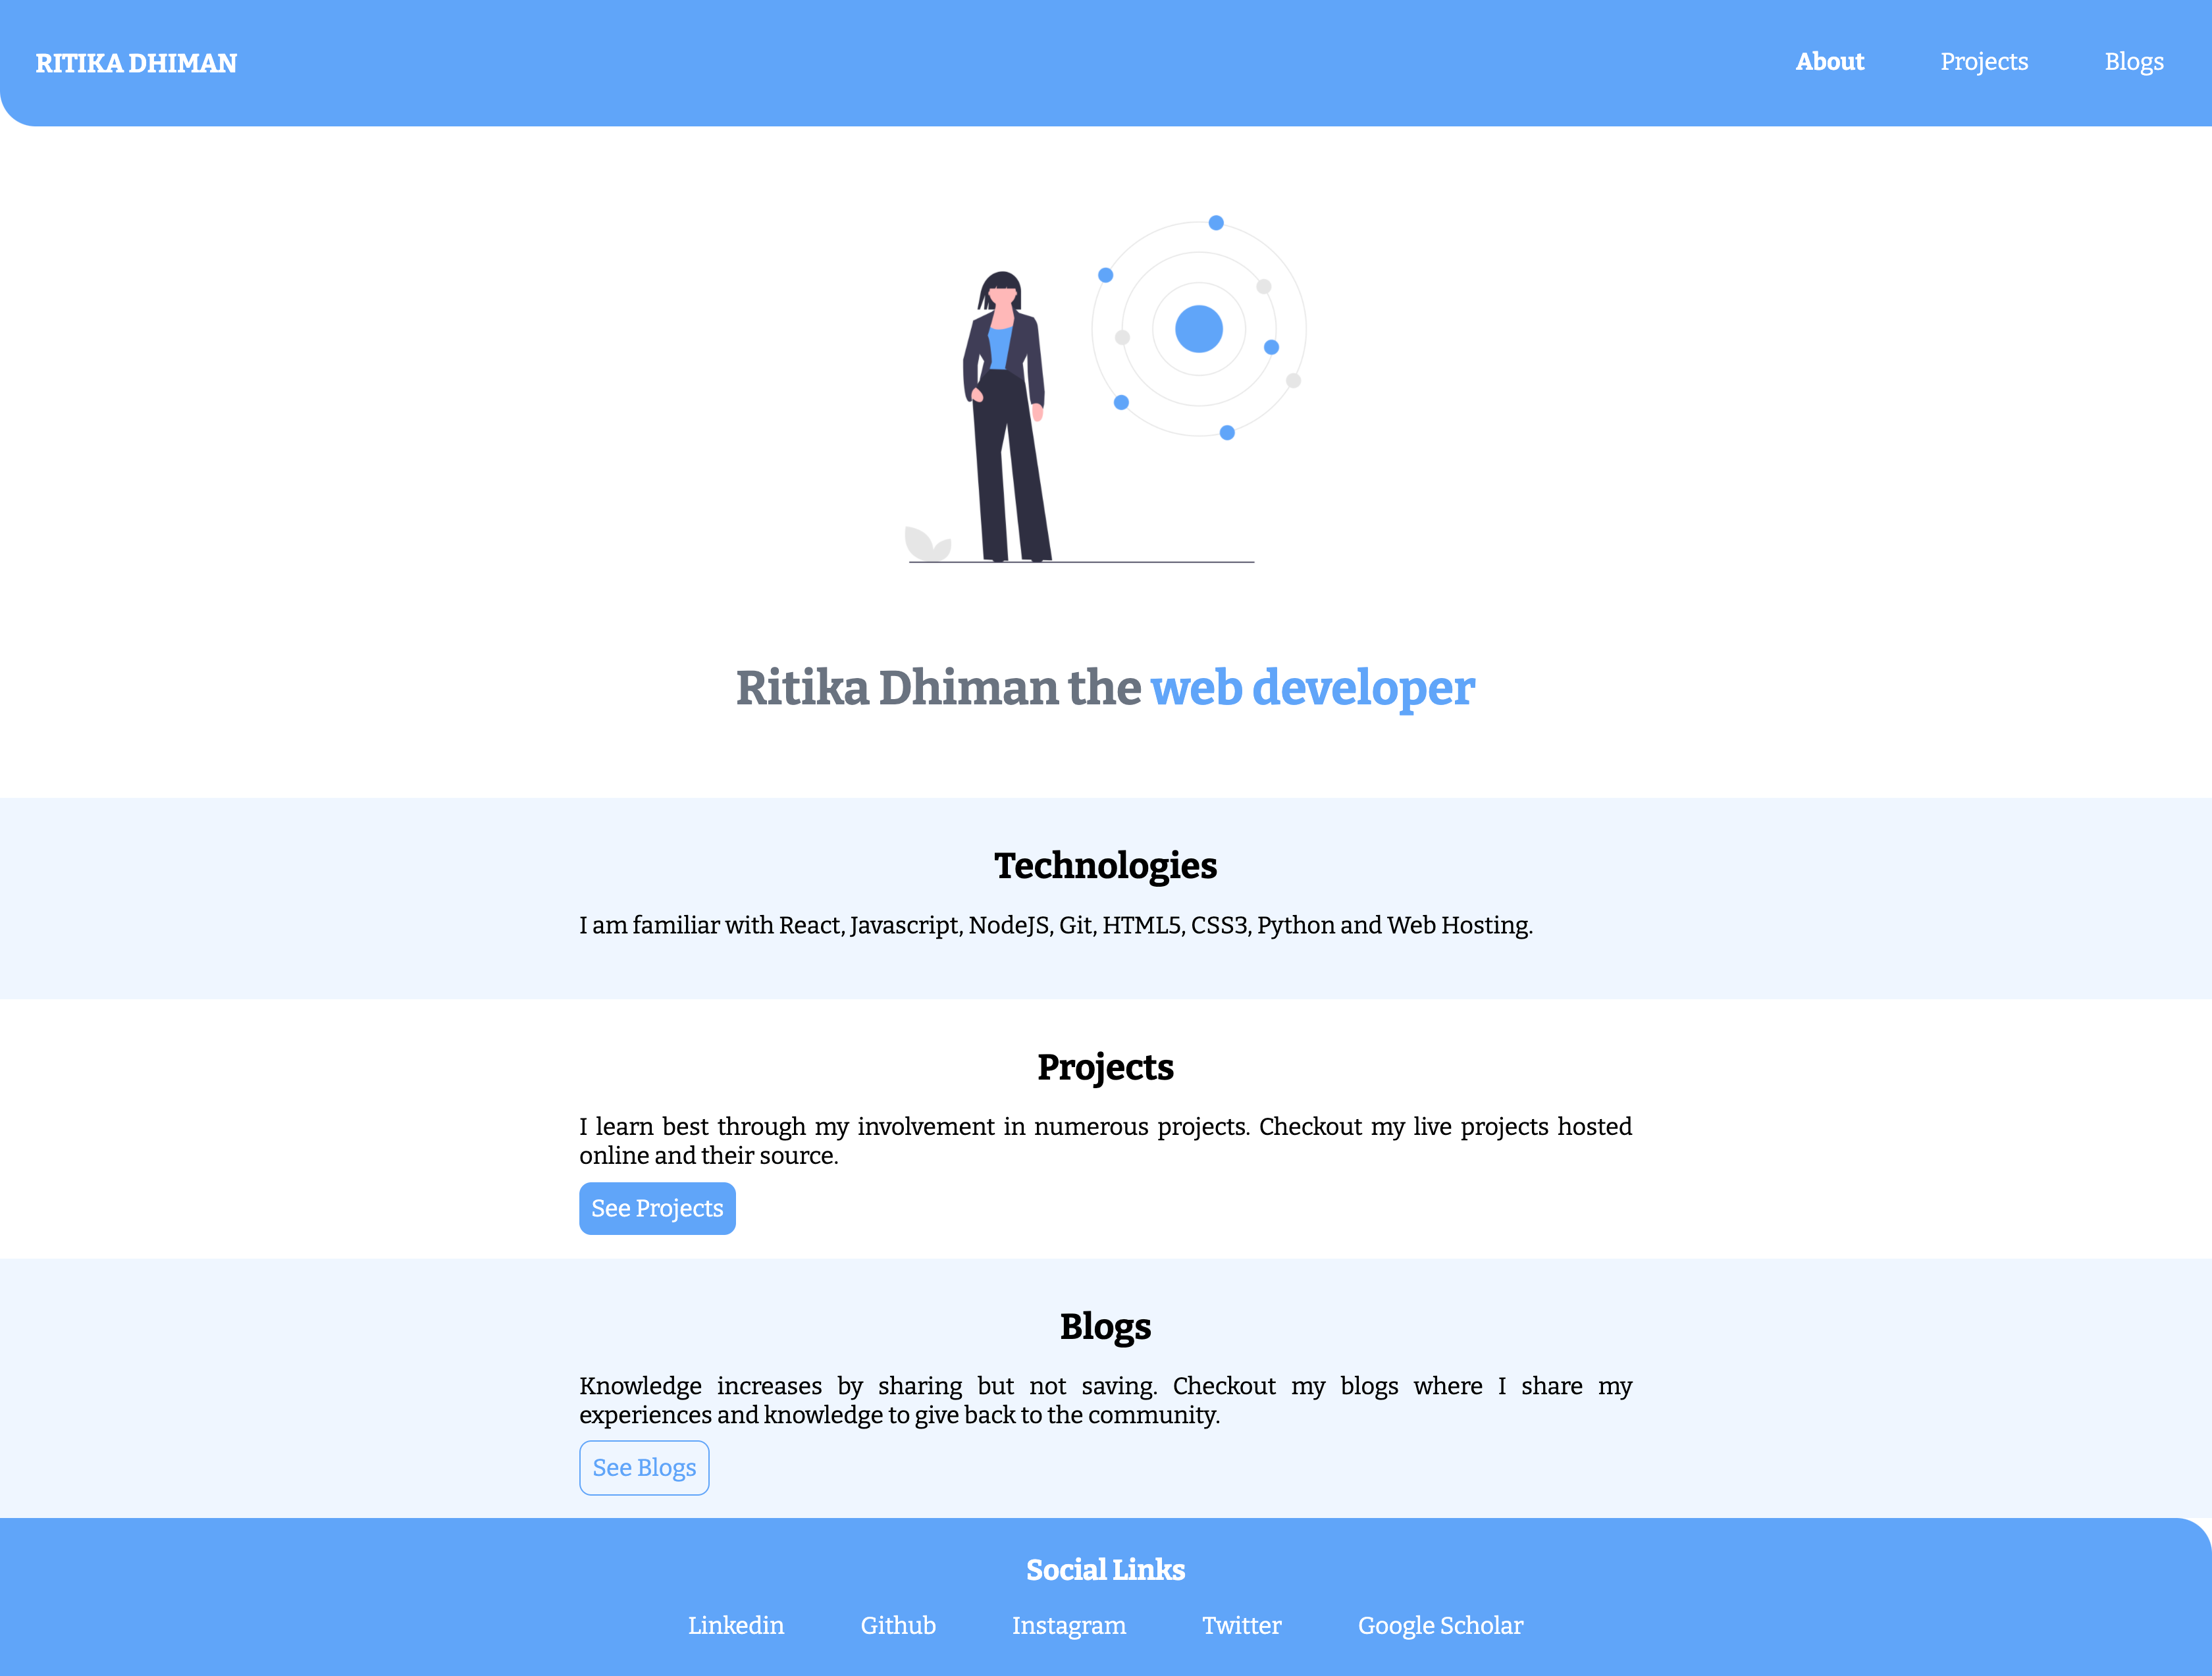 RITIKA DHIMAN
About Projects Blogs
Ritika Dhiman the web developer
Technologies
I am familiar with React, Javascript, NodeJS, Git, HTML5, CSS3, Python and Web Hosting.
Projects
I learn best through my involvement in numerous projects. Checkout my live projects hosted
online and their source.
See Projects
Blogs
Knowledge increases by sharing but not saving. Checkout my blogs where I share my
experiences and knowledge to give back to the community.
See Blogs
Social Links
Linkedin Github Instagram Twitter Google Scholar